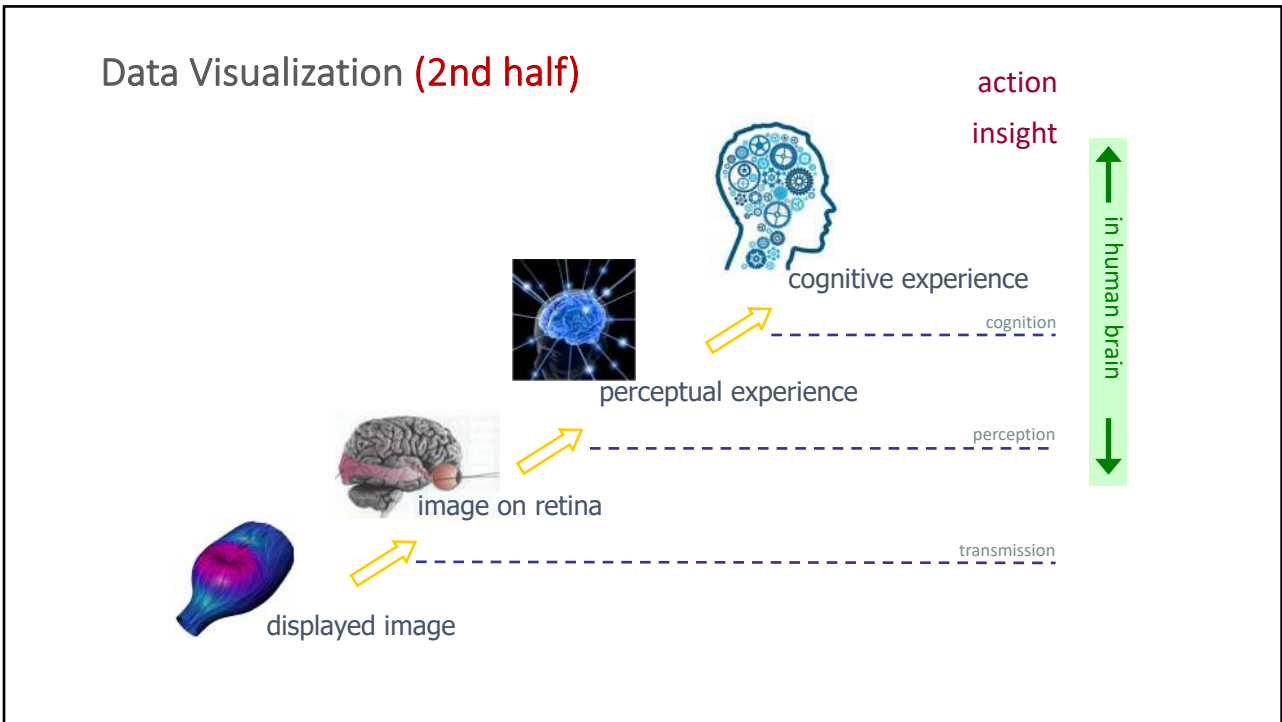 Data Visualization (2nd half)
action
insight
in human brain
cognitive experience
cognition
perceptual experience
perception
image on retina
transmission
displayed image